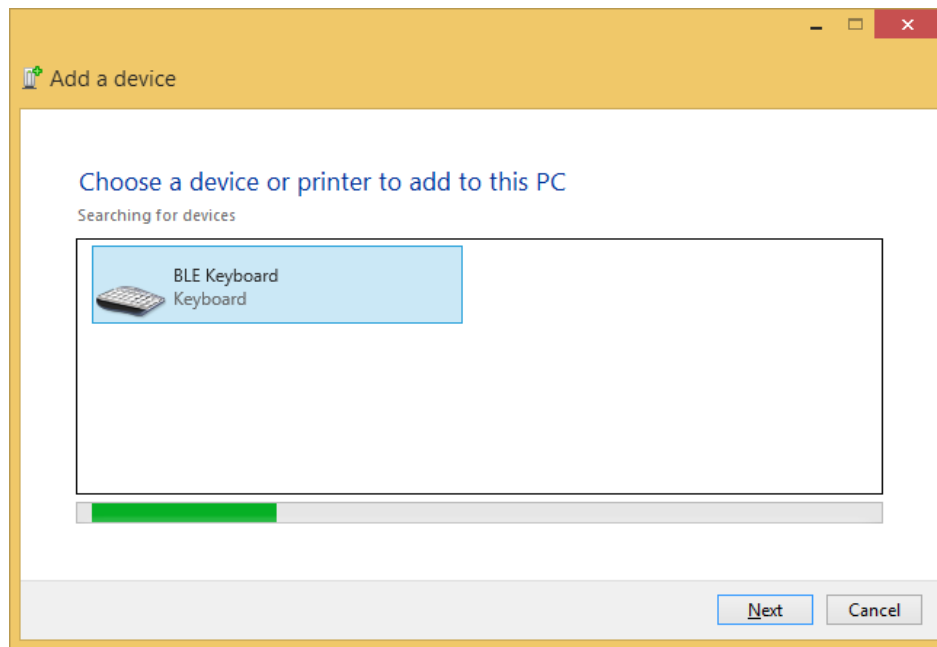 Add a device
Choose a device or printer to add to this PC
Searching for devices
BLE Keyboard
Keyboard
Next
Cancel